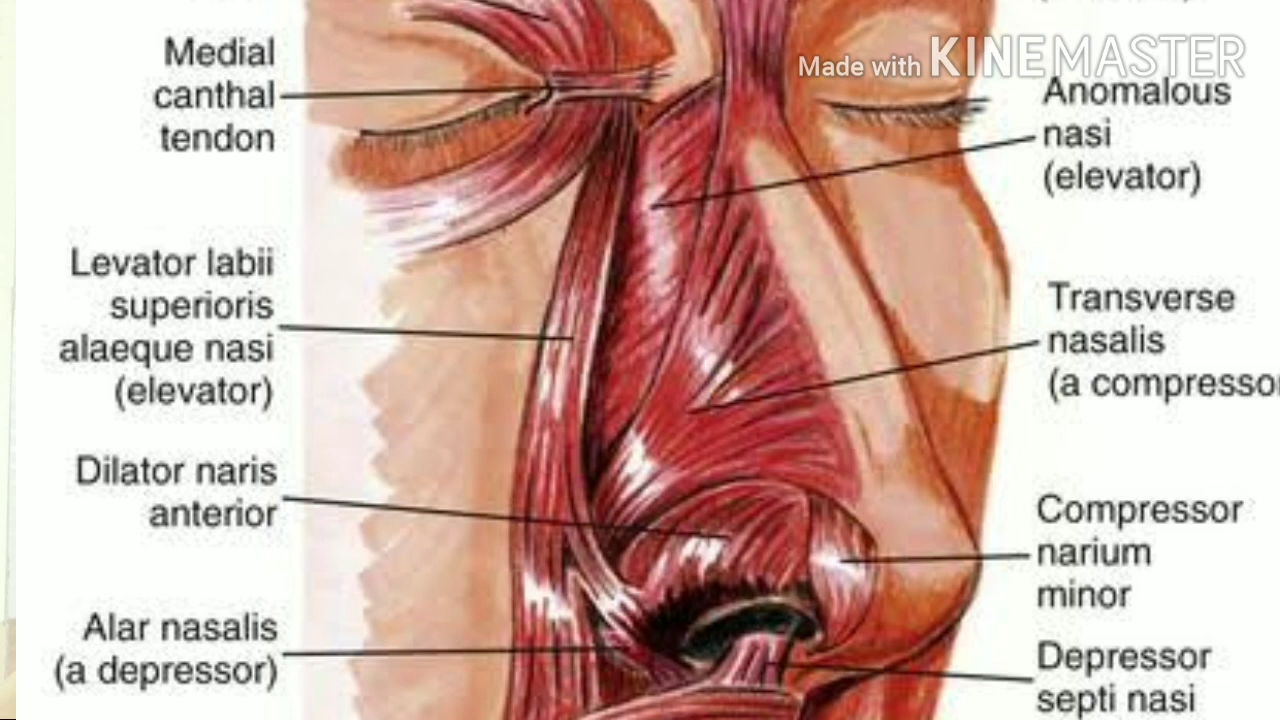 Made with KINEMASTER
Medial
canthal
tendon
Levator labii
superioris
alaeque nasi
(elevator)
Dilator naris
anterior
Alar nasalis
(a depressor)
Anomalous
nasi
(elevator)
Transverse
nasalis
(a compressor
Compressor
narium
minor
Depressor
septi nasi